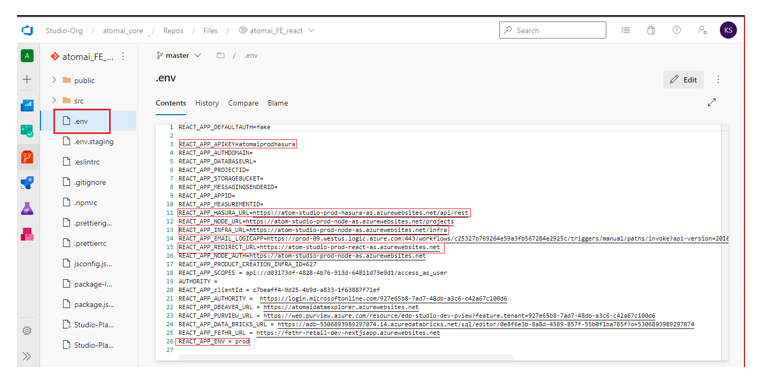 Studio-Org / atomai_core / Repos / Files / atomai_FE_react
Search
KS
A
atomai_FE_...
public
src
.env
.env.staging
.eslintrc
.gitignore
.npmrc
.prettierig...
.prettierrc
jsconfig.js...
package-l...
package.js...
Studio-Pla...
Studio-Pla...
master / .env
.env
Edit
Contents History Compare Blame
1 REACT_APP_DEFAULTAUTH=fake
2
3 REACT_APP_APIKEY=atomaiprodhasura
4 REACT_APP_AUTHDOMAIN=
5 REACT_APP_DATABASEURL=
6 REACT_APP_PROJECTID=
7 REACT_APP_STORAGEBUCKET=
8 REACT_APP_MESSAGINGSENDERID=
9 REACT_APP_APPID=
10 REACT_APP_MEASUREMENTID=
11 REACT_APP_HASURA_URL=https://atom-studio-prod-hasura-as.azurewebsites.net/api/rest
12 REACT_APP_NODE_URL=https://atom-studio-prod-node-as.azurewebsites.net/projects
13 REACT_APP_INFRA_URL=https://atom-studio-prod-node-as.azurewebsites.net/infra
14 REACT_APP_EMAIL_LOGICAPP=https://prod-09.westus.logic.azure.com:443/workflows/c25327b769264e59a3fb567284e2925c/triggers/manual/paths/invoke?api-version=2016
15 REACT_APP_REDIRECT_URL=https://atom-studio-prod-react-as.azurewebsites.net
16 REACT_APP_NODE_AUTH=https://atom-studio-prod-node-as.azurewebsites.net
17 REACT_APP_PRODUCT_CREATION_INFRA_ID=627
18 REACT_APP_SCOPES = api://d03173df-4828-4b76-913d-64811d73e9d1/access_as_user
19 AUTHORITY =
20 REACT_APP_clientId = c7beaff4-9d25-4b9d-a833-1f63887f71ef
21 REACT_APP_AUTHORITY = https://login.microsoftonline.com/927e65b8-7ad7-48db-a3c6-c42a67c100d6
22 REACT_APP_DBEAVER_URL = https://atomaidataexplorer.azurewebsites.net
23 REACT_APP_PURVIEW_URL = https://web.purview.azure.com/resource/edp-studio-dev-pview?feature.tenant=927e65b8-7ad7-48db-a3c6-c42a67c100d6
24 REACT_APP_DATA_BRICKS_URL = https://adb-5306893989297074.14.azuredatabricks.net/sql/editor/0e8f6e3b-8a8d-4589-857f-55b0f1ba785f?o=5306893989297074
25 REACT_APP_FETHR_URL = https://fethr-retail-dev-nextjsapp.azurewebsites.net
26 REACT_APP_ENV = prod
27